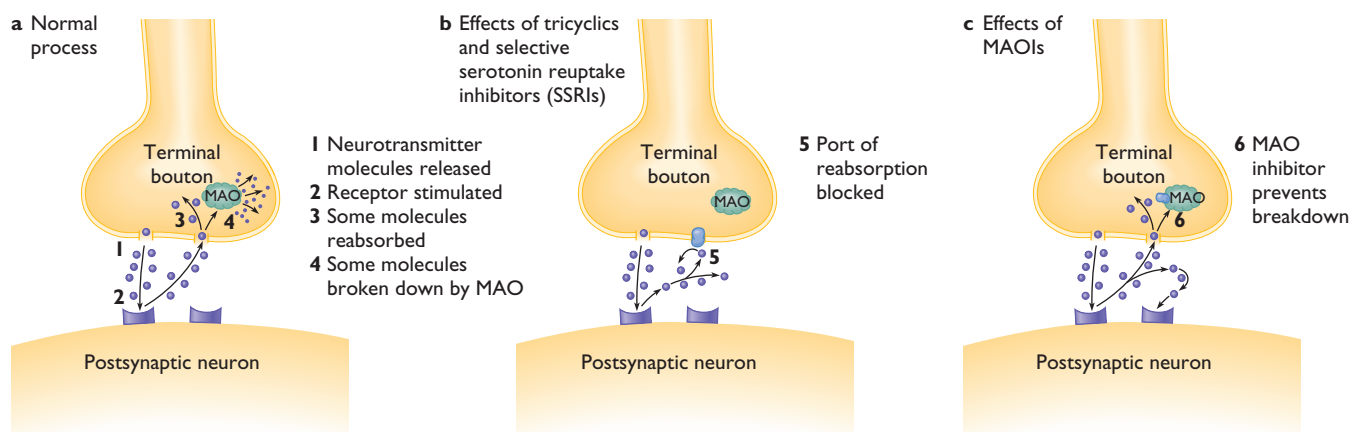 a Normal
process
Terminal
bouton
MAO
3
4
1
2
Postsynaptic neuron
1 Neurotransmitter
molecules released
2 Receptor stimulated
3 Some molecules
reabsorbed
4 Some molecules
broken down by MAO
b Effects of tricyclics
and selective
serotonin reuptake
inhibitors (SSRIs)
Terminal
bouton
MAO
5
Postsynaptic neuron
5 Port of
reabsorption
blocked
c Effects of
MAOIs
Terminal
bouton
MAO
6
Postsynaptic neuron
6 MAO
inhibitor
prevents
breakdown